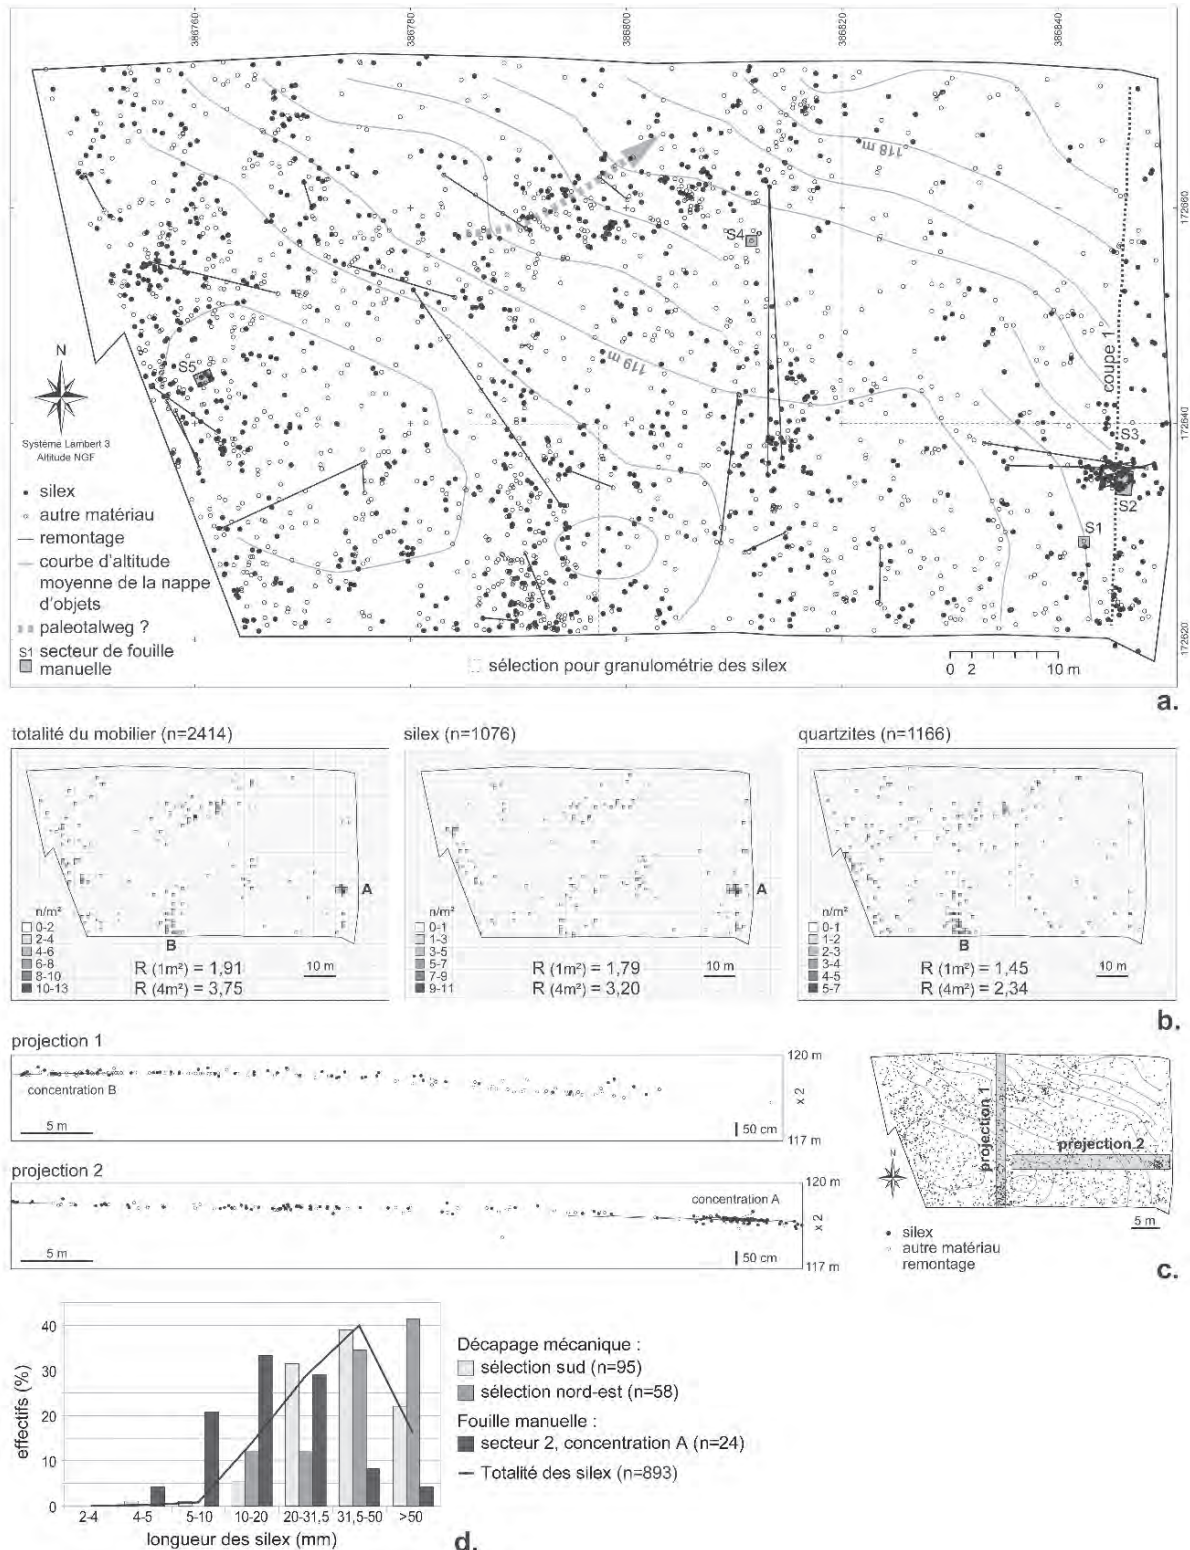 386760
386780
386800
386820
386840
118 m
172660
S4
coupe 1
119 m
N
S5
172640
Système Lambert 3
Altitude NGF
S3
S2
S1
silex
autre matériau
remontage
courbe d'altitude
moyenne de la nappe
d'objets
paleotalweg ?
S1 secteur de fouille
manuelle
sélection pour granulométrie des silex
0 2 10 m
172620
a.
totalité du mobilier (n=2414)
silex (n=1076)
quartzites (n=1166)
A
A
n/m²
0-2
2-4
4-6
6-8
8-10
10-13
B
R (1m²) = 1,91
R (4m²) = 3,75
10 m
n/m²
0-1
1-3
3-5
5-7
7-9
9-11
R (1m²) = 1,79
R (4m²) = 3,20
10 m
n/m²
0-1
1-2
2-3
3-4
4-5
5-7
B
R (1m²) = 1,45
R (4m²) = 2,34
10 m
b.
projection 1
120 m
concentration B
x 2
5 m
50 cm
117 m
projection 2
120 m
concentration A
x 2
5 m
50 cm
117 m
projection 1
projection 2
N
5 m
silex
autre matériau
remontage
c.
effectifs (%)
40
30
20
10
0
2-4 4-5 5-10 10-20 20-31,5 31,5-50 >50
longueur des silex (mm)
Décapage mécanique :
sélection sud (n=95)
sélection nord-est (n=58)
Fouille manuelle :
secteur 2, concentration A (n=24)
Totalité des silex (n=893)
d.